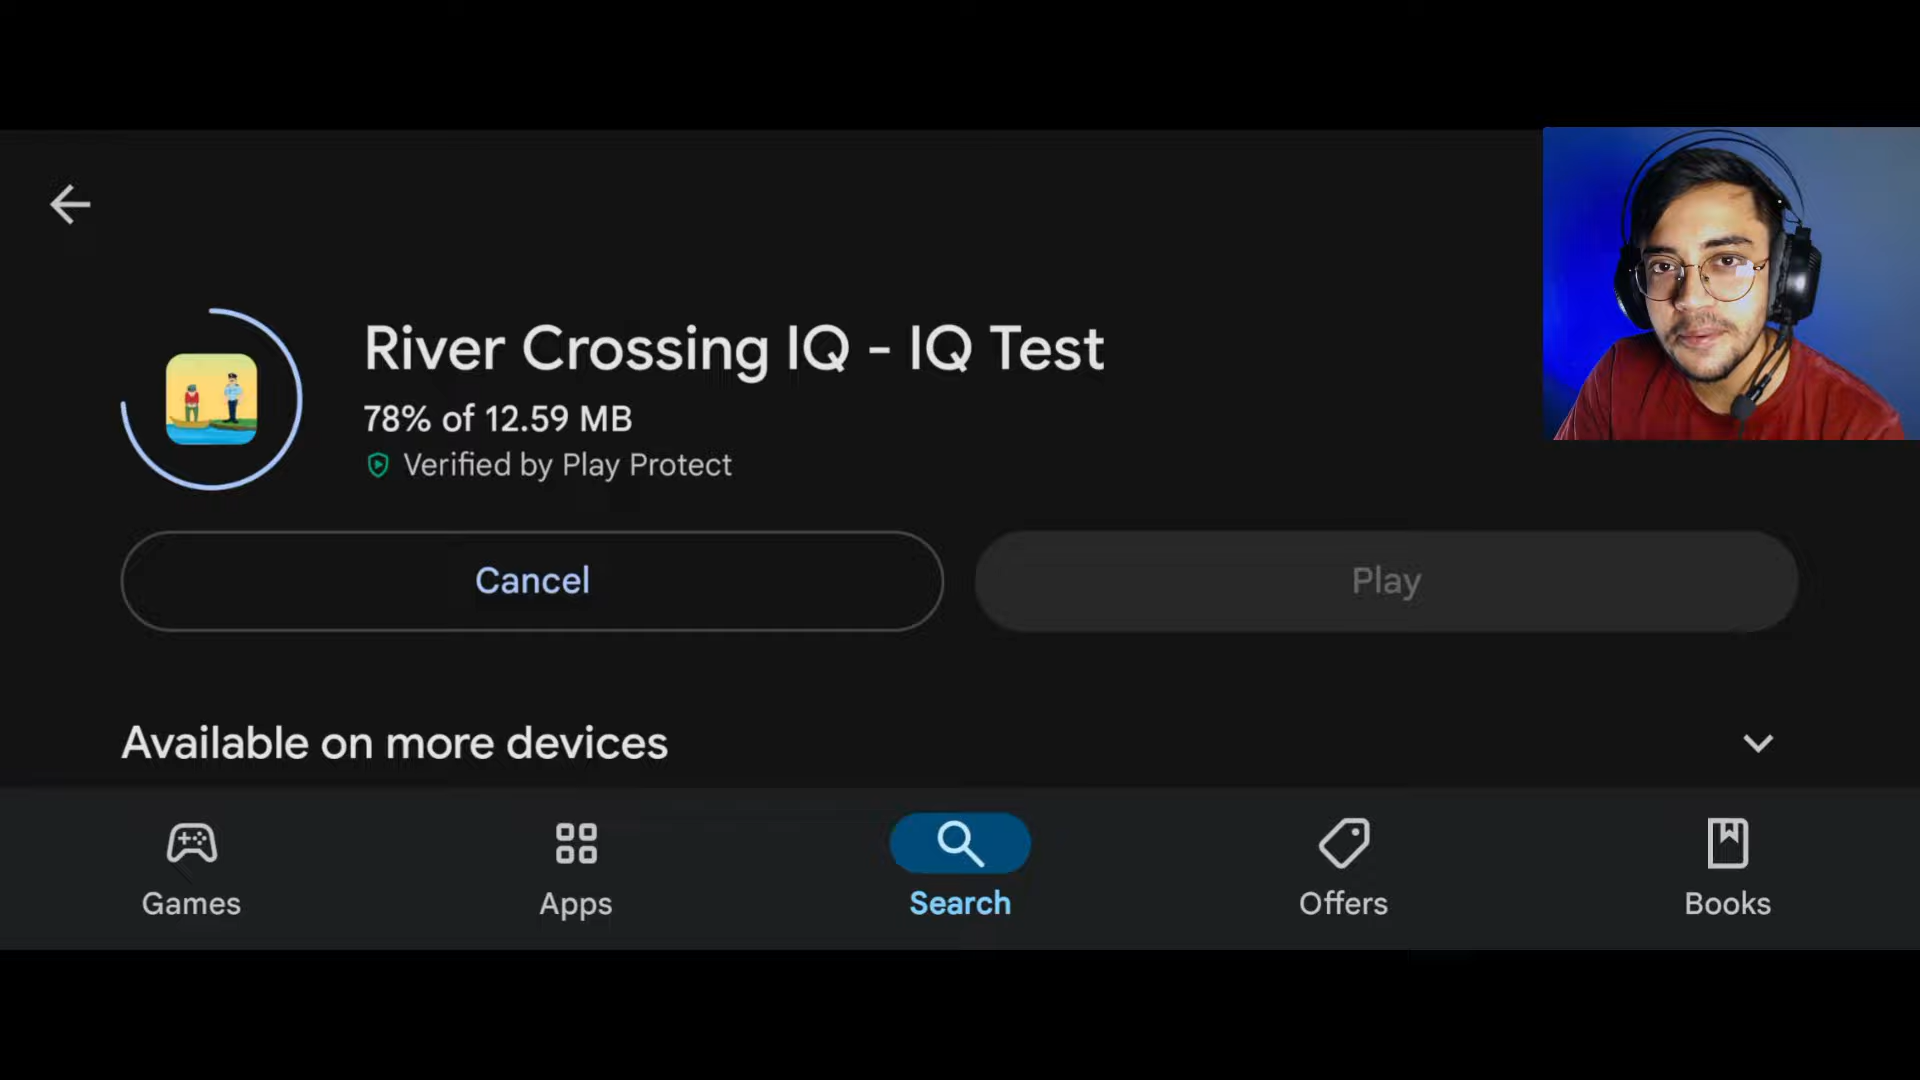 River Crossing IQ - IQ Test
78% of 12.59 MB
Verified by Play Protect
Cancel
Play
Available on more devices
Games
Apps
Search
Offers
Books